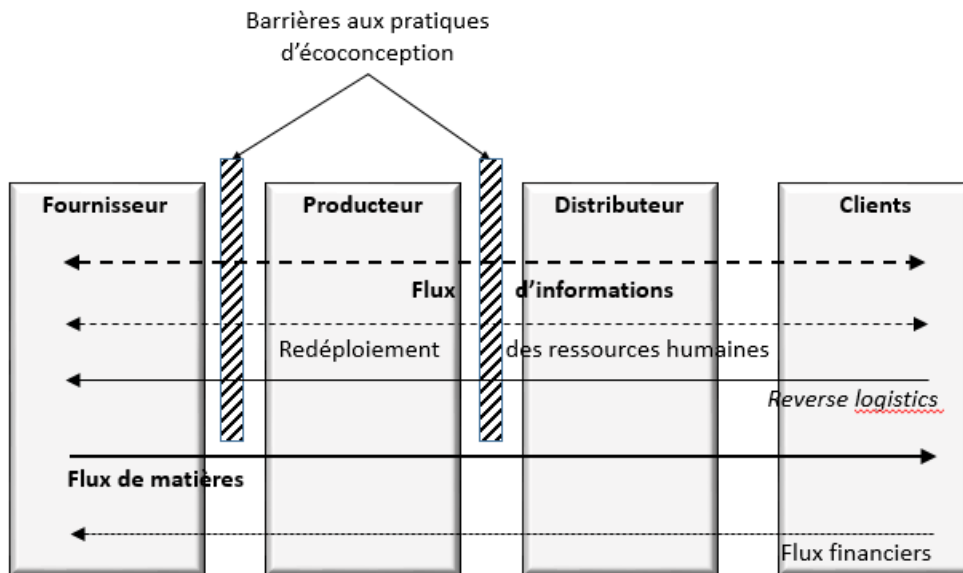 Barrières aux pratiques
d’écoconception
Fournisseur
Producteur
Distributeur
Clients
Flux d’informations
Redéploiement des ressources humaines
Reverse logistics
Flux de matières
Flux financiers